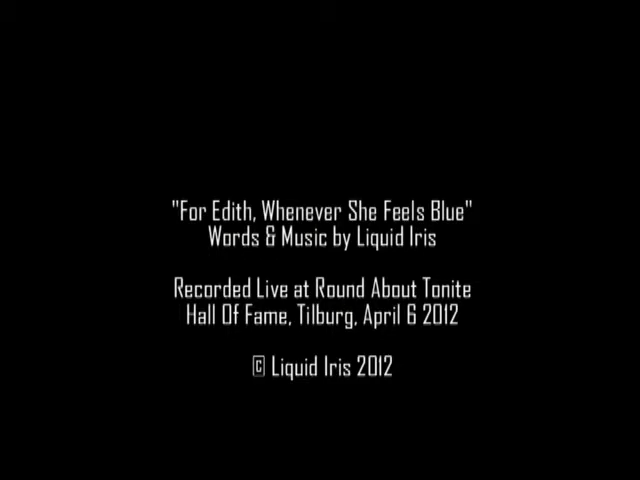 "For Edith, Whenever She Feels Blue"
Words & Music by Liquid Iris
Recorded Live at Round About Tonite
Hall Of Fame, Tilburg, April 6 2012
© Liquid Iris 2012